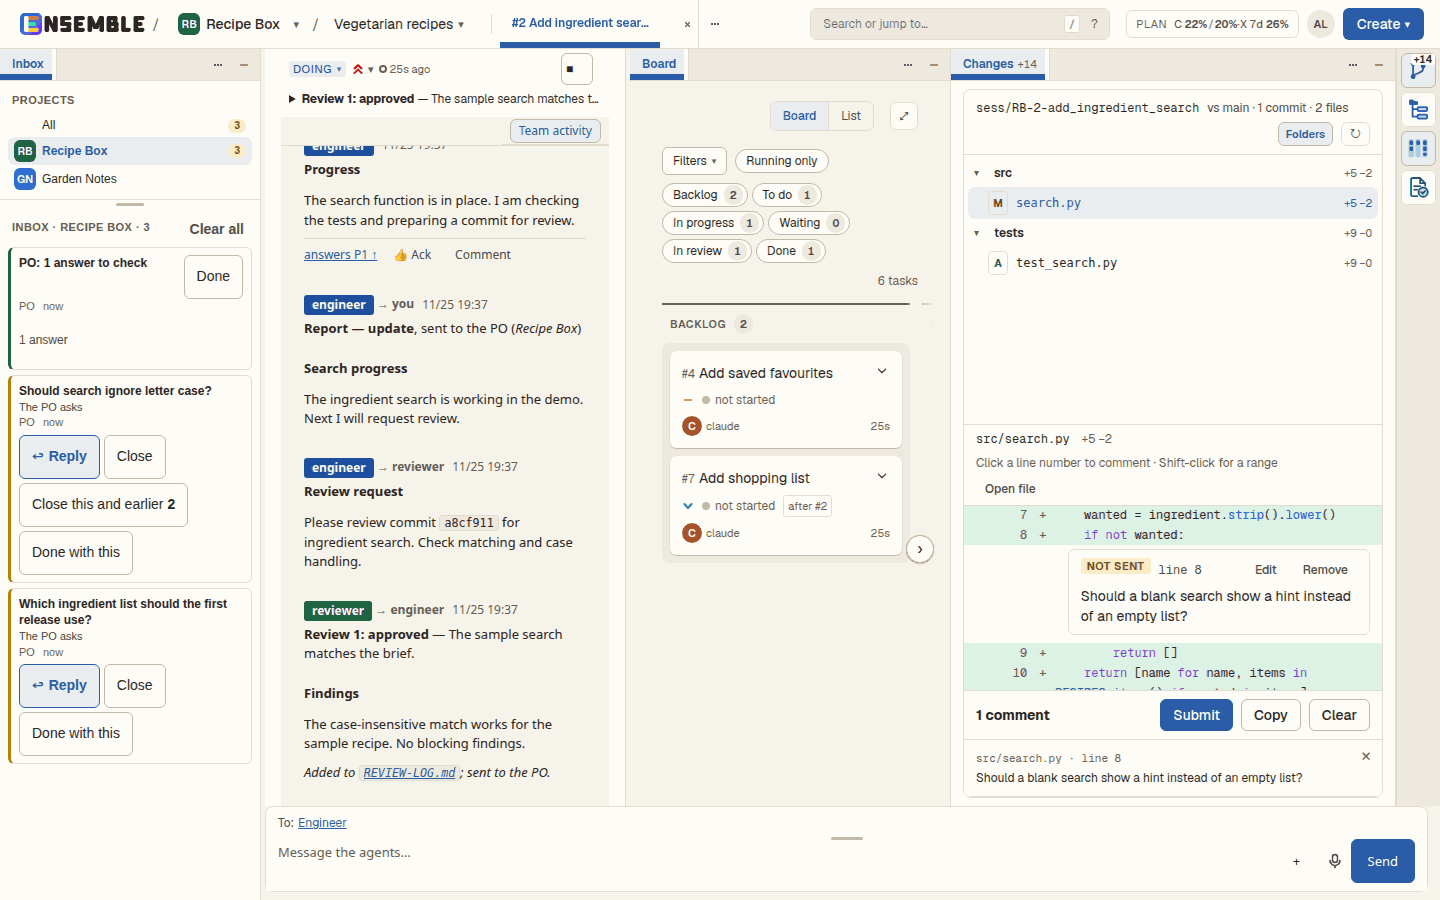 ENSEMBLE / RB Recipe Box ▾ / Vegetarian recipes ▾ #2 Add ingredient sear... × ... Search or jump to... / ? PLAN C 22% / 20% · X 7d 26% AL Create ▾
Inbox ... –
PROJECTS
All 3
RB Recipe Box 3
GN Garden Notes
INBOX · RECIPE BOX · 3 Clear all
PO: 1 answer to check Done
PO now
1 answer
Should search ignore letter case?
The PO asks
PO now
↩ Reply Close
Close this and earlier 2
Done with this
Which ingredient list should the first
release use?
The PO asks
PO now
↩ Reply Close
Done with this
DOING ▾ ▾ 25s ago ■
▶ Review 1: approved — The sample search matches t...
Team activity
engineer 11/25 19:37
Progress
The search function is in place. I am checking
the tests and preparing a commit for review.
answers P1 ↑ 👍 Ack Comment
engineer → you 11/25 19:37
Report — update, sent to the PO (Recipe Box)
Search progress
The ingredient search is working in the demo.
Next I will request review.
engineer → reviewer 11/25 19:37
Review request
Please review commit a8cf911 for
ingredient search. Check matching and case
handling.
reviewer → engineer 11/25 19:37
Review 1: approved — The sample search
matches the brief.
Findings
The case-insensitive match works for the
sample recipe. No blocking findings.
Added to REVIEW-LOG.md; sent to the PO.
Board ... –
Board List ⤢
Filters ▾ Running only
Backlog 2 To do 1
In progress 1 Waiting 0
In review 1 Done 1
6 tasks
BACKLOG 2
#4 Add saved favourites
not started
C claude 25s
#7 Add shopping list
not started after #2
C claude 25s
›
Changes +14 ... –
+14
sess/RB-2-add_ingredient_search vs main · 1 commit · 2 files
Folders ↻
▾ src +5 −2
M search.py +5 −2
▾ tests +9 −0
A test_search.py +9 −0
src/search.py +5 −2
Click a line number to comment · Shift-click for a range
Open file
7 + wanted = ingredient.strip().lower()
8 + if not wanted:
NOT SENT line 8 Edit Remove
Should a blank search show a hint instead
of an empty list?
9 + return []
10 + return [name for name, items in
1 comment Submit Copy Clear
src/search.py · line 8 ×
Should a blank search show a hint instead of an empty list?
To: Engineer
Message the agents...
+ Send